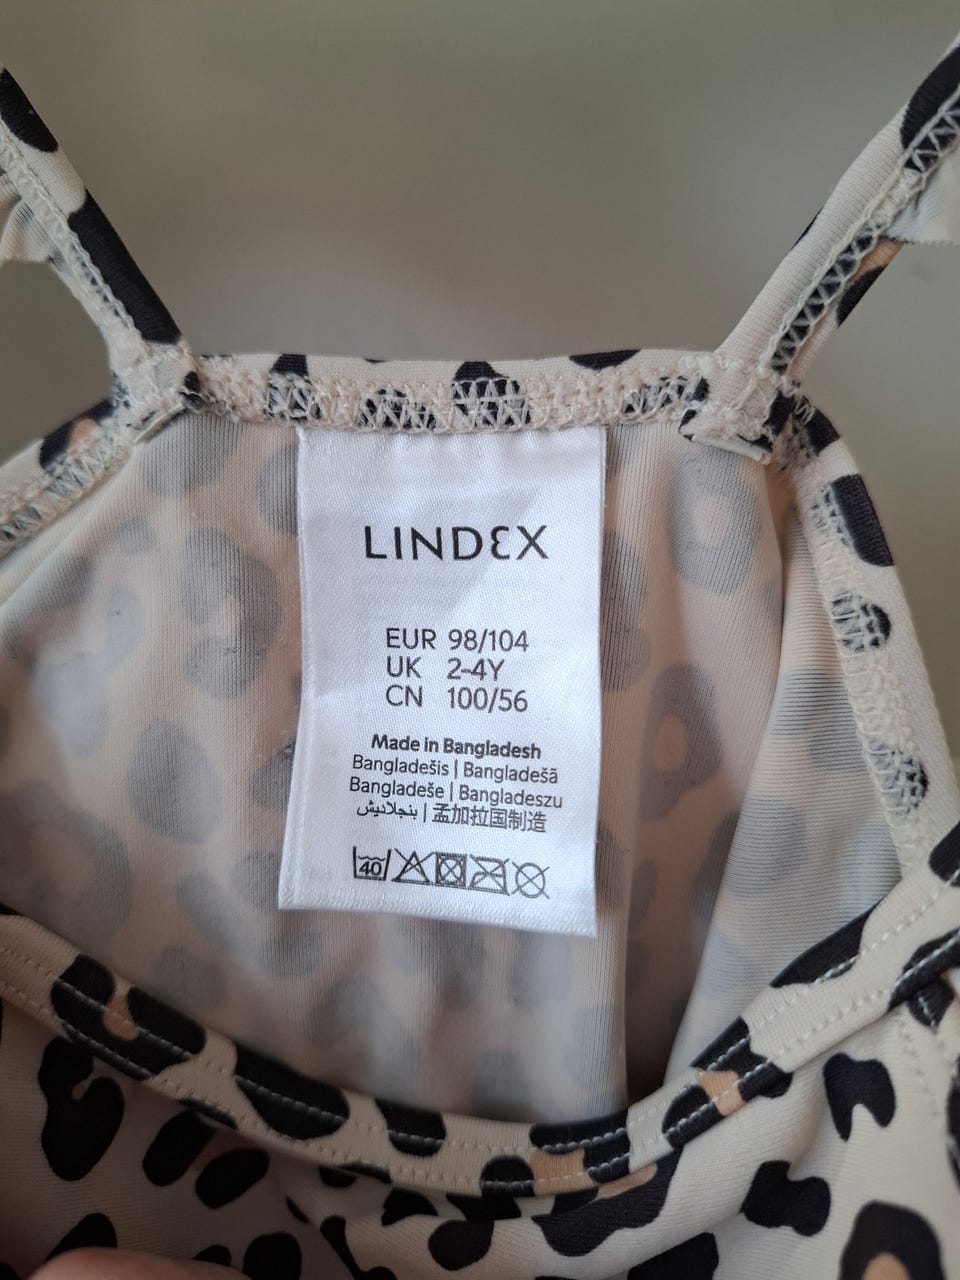 LINDEX
EUR 98/104
UK 2-4Y
CN 100/56
Made in Bangladesh
Bangladešis | Bangladešā
Bangladeše | Bangladeszu
بنجلاديش | 孟加拉国制造
40